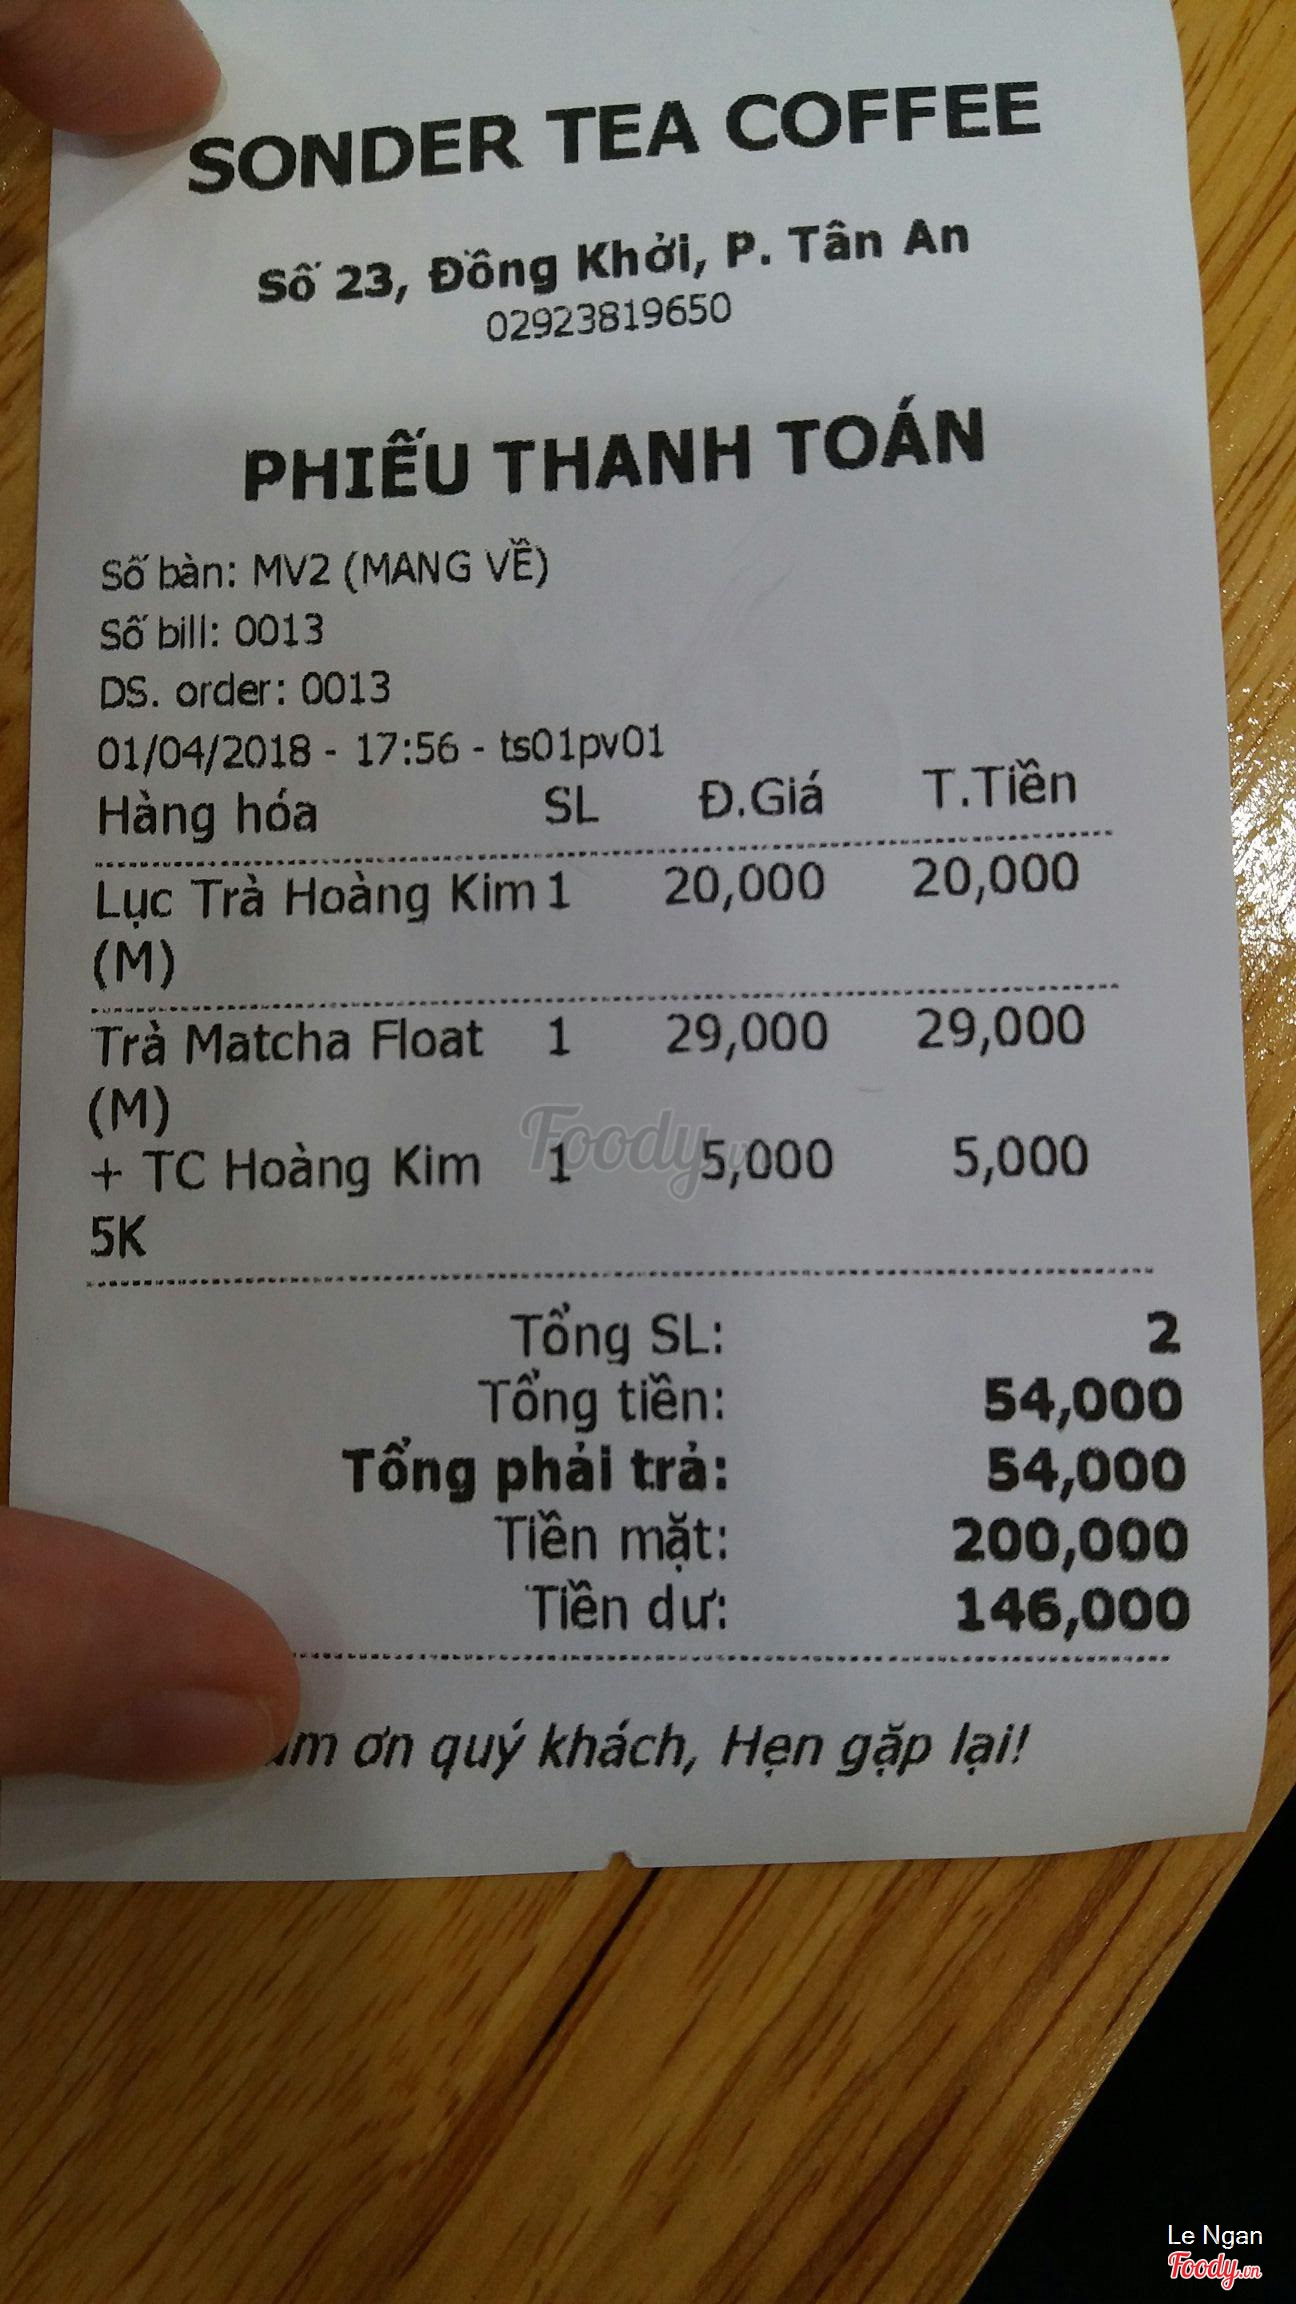 SONDER TEA COFFEE
Số 23, Đồng Khởi, P. Tân An
02923819650
PHIẾU THANH TOÁN
Số bàn: MV2 (MANG VỀ)
Số bill: 0013
DS. order: 0013
01/04/2018 - 17:56 - ts01pv01
Hàng hóa SL Đ.Giá T.Tiền
Lục Trà Hoàng Kim 1 20,000 20,000
(M)
Trà Matcha Float 1 29,000 29,000
(M)
+ TC Hoàng Kim 1 5,000 5,000
5K
Foody.vn
Tổng SL: 2
Tổng tiền: 54,000
Tổng phải trả: 54,000
Tiền mặt: 200,000
Tiền dư: 146,000
ơn quý khách, Hẹn gặp lại!
Le Ngan
Foody.vn